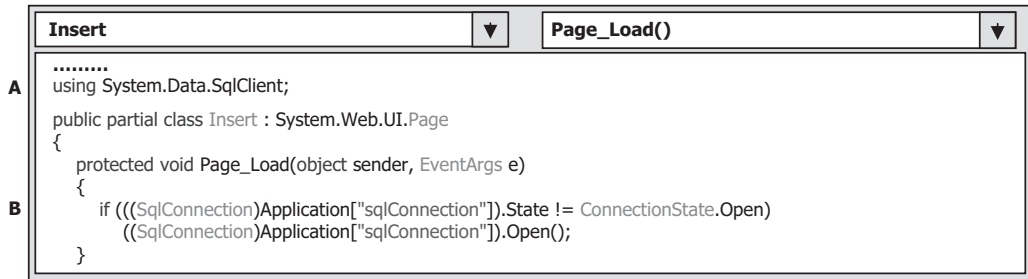 Insert Page_Load()
.........
A using System.Data.SqlClient;
public partial class Insert : System.Web.UI.Page
{
protected void Page_Load(object sender, EventArgs e)
{
B if (((SqlConnection)Application["sqlConnection"]).State != ConnectionState.Open)
((SqlConnection)Application["sqlConnection"]).Open();
}